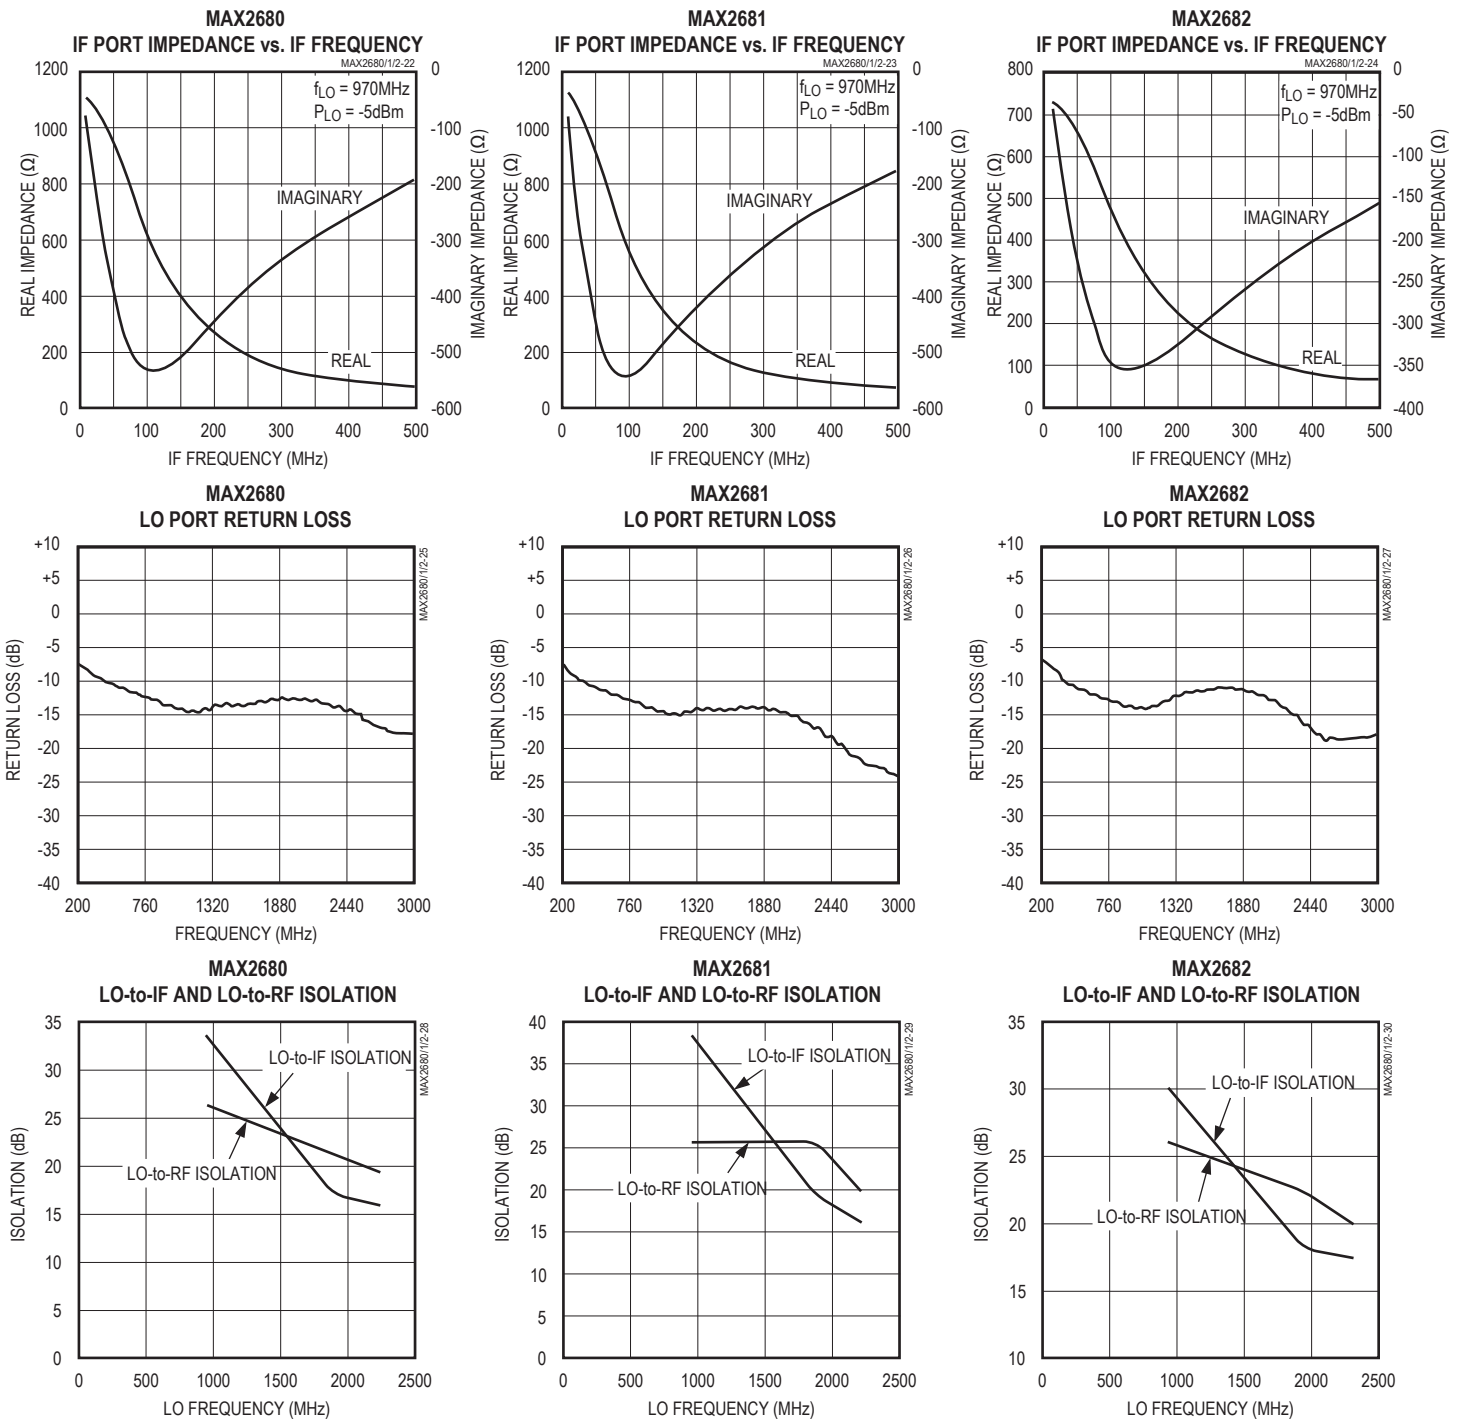 MAX2680
IF PORT IMPEDANCE vs. IF FREQUENCY
MAX2680/1/2-22
fLO = 970MHz
PLO = -5dBm
REAL IMPEDANCE (Ω)
1200
1000
800
600
400
200
0
IMAGINARY
REAL
0
-100
-200
-300
-400
-500
-600
IMAGINARY IMPEDANCE (Ω)
0 100 200 300 400 500
IF FREQUENCY (MHz)
MAX2681
IF PORT IMPEDANCE vs. IF FREQUENCY
MAX2680/1/2-23
fLO = 970MHz
PLO = -5dBm
REAL IMPEDANCE (Ω)
1200
1000
800
600
400
200
0
IMAGINARY
REAL
0
-100
-200
-300
-400
-500
-600
IMAGINARY IMPEDANCE (Ω)
0 100 200 300 400 500
IF FREQUENCY (MHz)
MAX2682
IF PORT IMPEDANCE vs. IF FREQUENCY
MAX2680/1/2-24
fLO = 970MHz
PLO = -5dBm
REAL IMPEDANCE (Ω)
800
700
600
500
400
300
200
100
0
IMAGINARY
REAL
0
-50
-100
-150
-200
-250
-300
-350
-400
IMAGINARY IMPEDANCE (Ω)
0 100 200 300 400 500
IF FREQUENCY (MHz)
MAX2680
LO PORT RETURN LOSS
MAX2680/1/2-25
RETURN LOSS (dB)
+10
+5
0
-5
-10
-15
-20
-25
-30
-35
-40
200 760 1320 1880 2440 3000
FREQUENCY (MHz)
MAX2681
LO PORT RETURN LOSS
MAX2680/1/2-26
RETURN LOSS (dB)
+10
+5
0
-5
-10
-15
-20
-25
-30
-35
-40
200 760 1320 1880 2440 3000
FREQUENCY (MHz)
MAX2682
LO PORT RETURN LOSS
MAX2680/1/2-27
RETURN LOSS (dB)
+10
+5
0
-5
-10
-15
-20
-25
-30
-35
-40
200 760 1320 1880 2440 3000
FREQUENCY (MHz)
MAX2680
LO-to-IF AND LO-to-RF ISOLATION
MAX2680/1/2-28
ISOLATION (dB)
35
30
25
20
15
10
5
0
LO-to-IF ISOLATION
LO-to-RF ISOLATION
0 500 1000 1500 2000 2500
LO FREQUENCY (MHz)
MAX2681
LO-to-IF AND LO-to-RF ISOLATION
MAX2680/1/2-29
ISOLATION (dB)
40
35
30
25
20
15
10
5
0
LO-to-IF ISOLATION
LO-to-RF ISOLATION
0 500 1000 1500 2000 2500
LO FREQUENCY (MHz)
MAX2682
LO-to-IF AND LO-to-RF ISOLATION
MAX2680/1/2-30
ISOLATION (dB)
35
30
25
20
15
10
LO-to-IF ISOLATION
LO-to-RF ISOLATION
0 500 1000 1500 2000 2500
LO FREQUENCY (MHz)